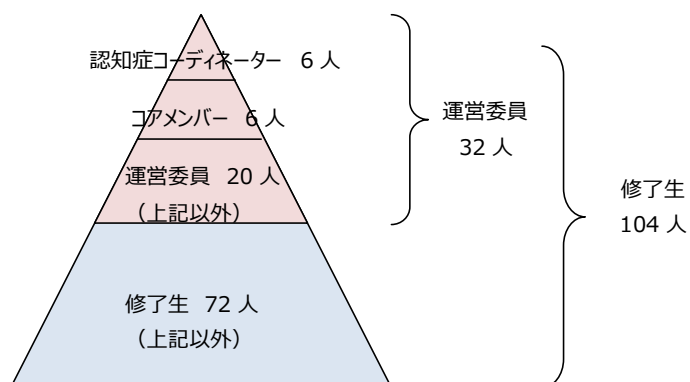 認知症コーディネーター 6 人
コアメンバー 6 人
運営委員 20 人
（上記以外）
修了生 72 人
（上記以外）
運営委員
32 人
修了生
104 人